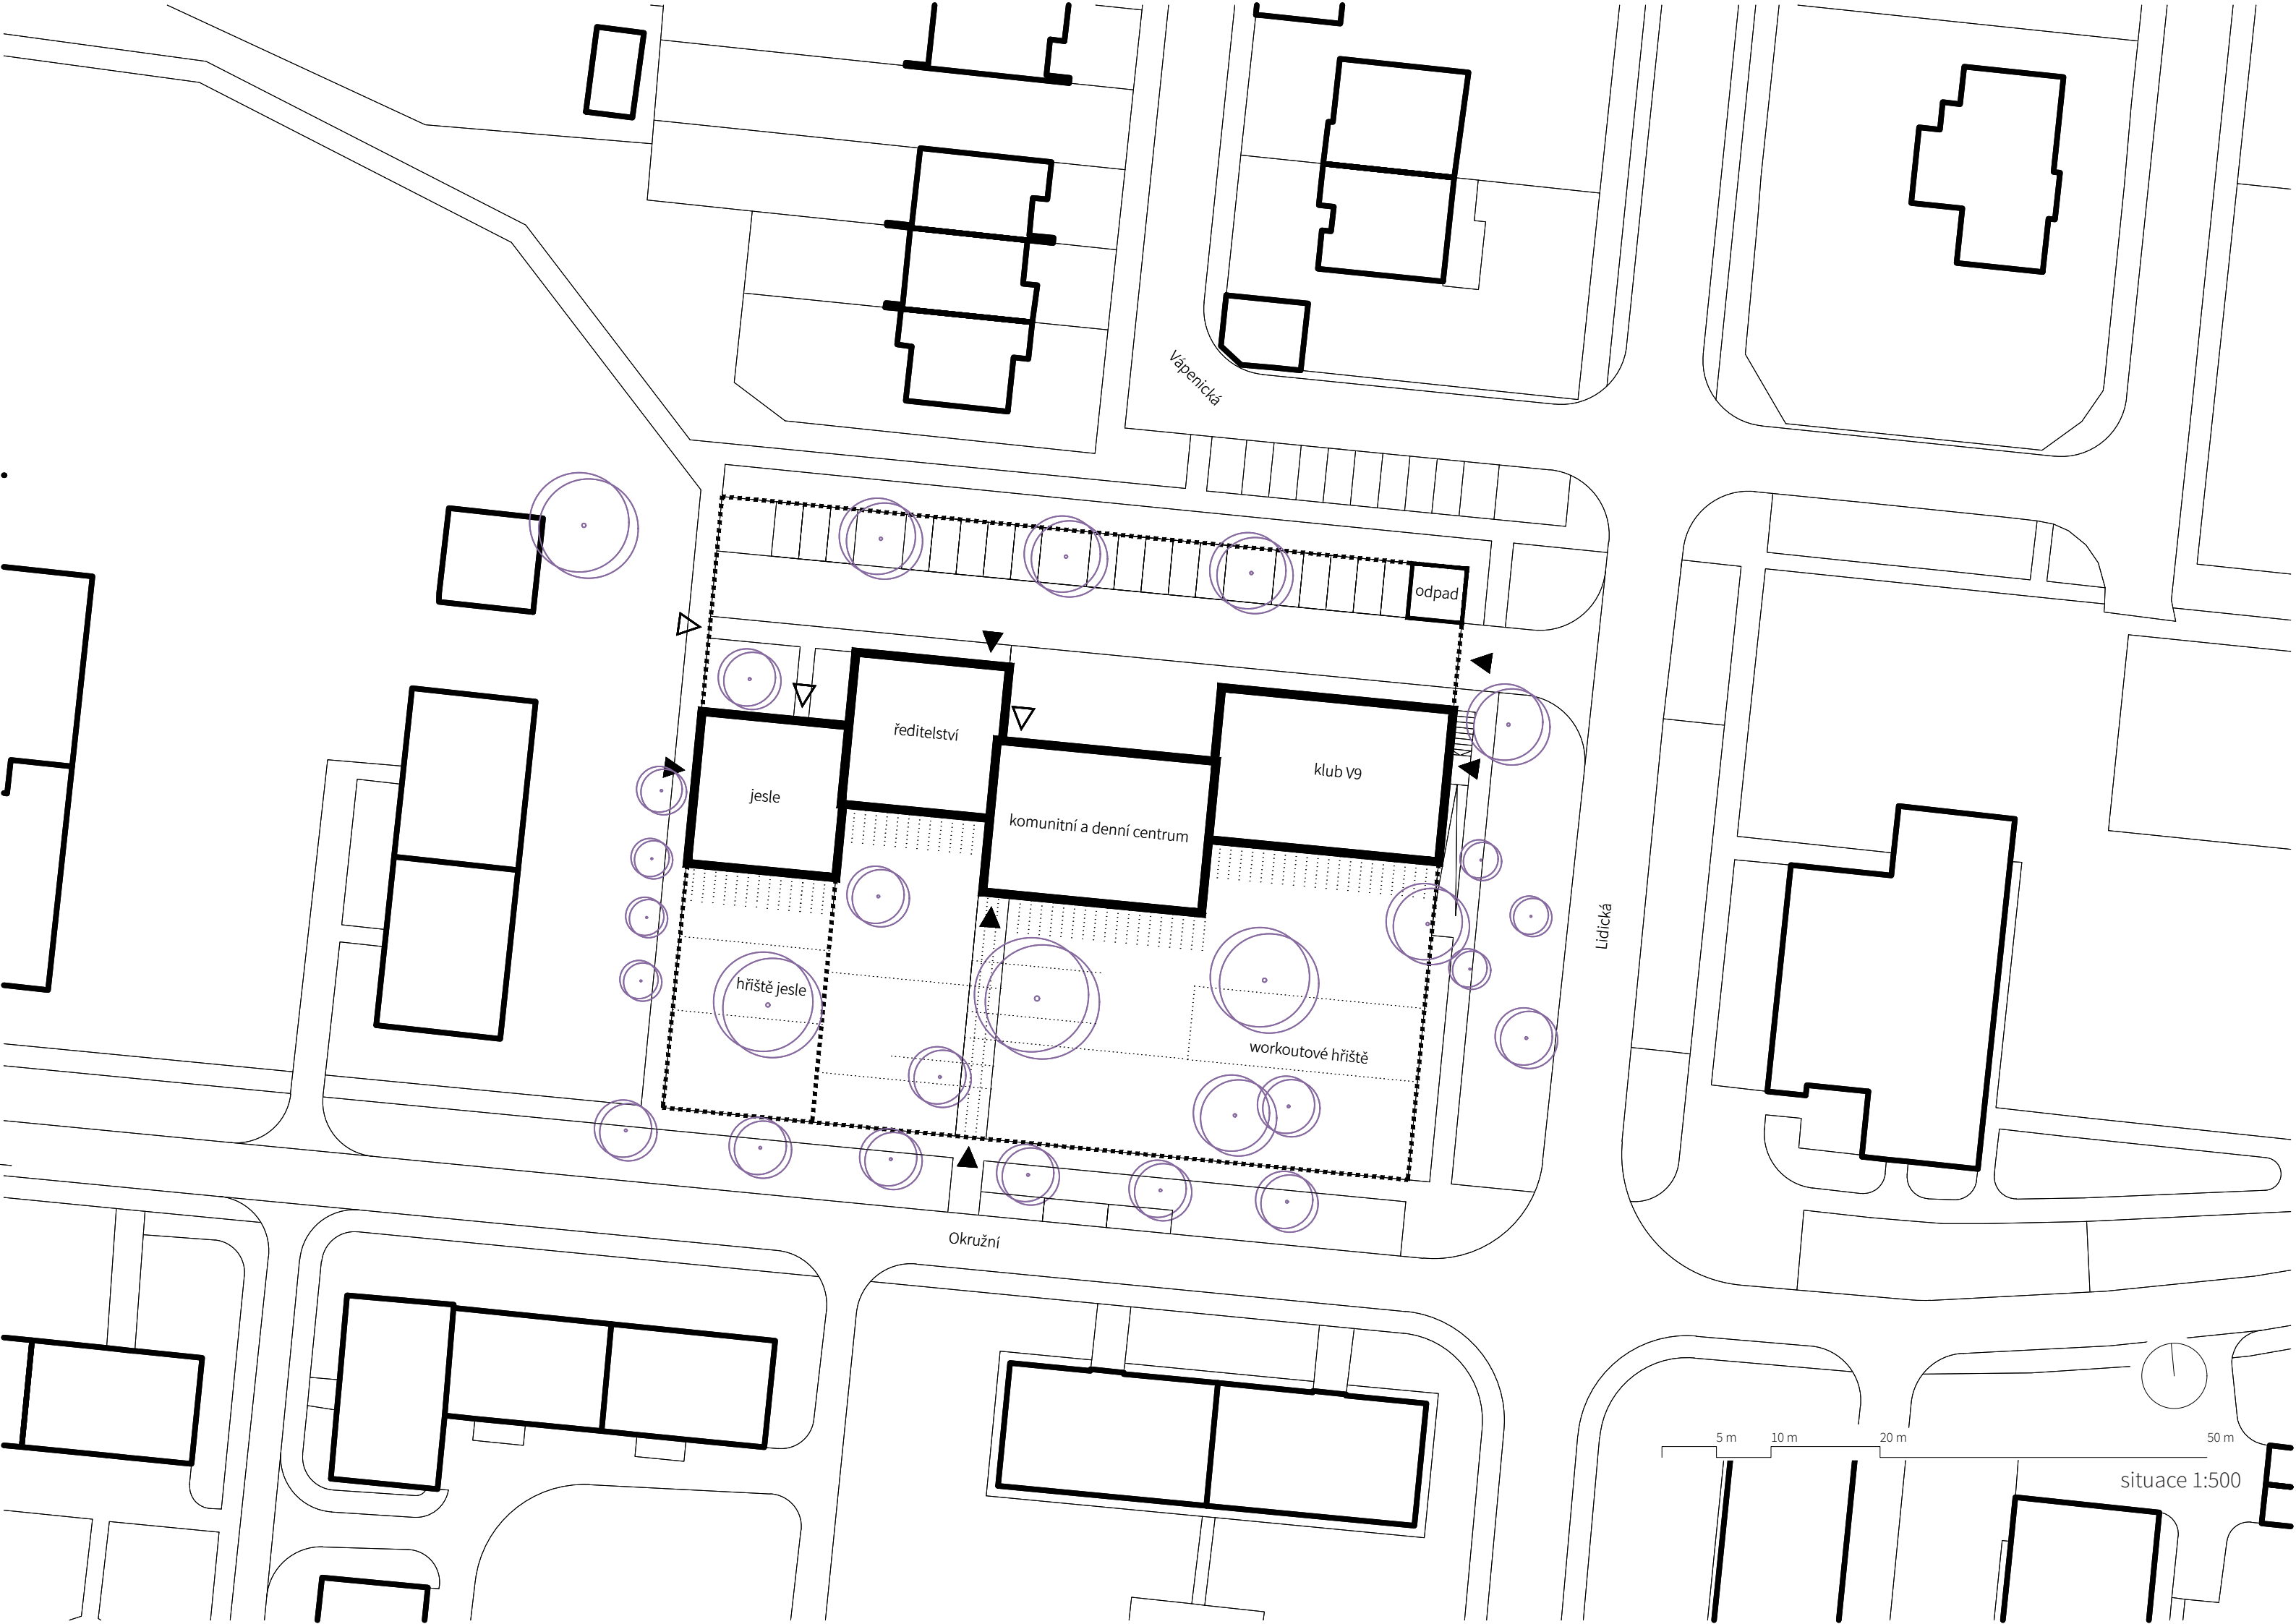 Vápenická
odpad
ředitelství
klub V9
jesle
komunitní a denní centrum
Lidická
hřiště jesle
workoutové hřiště
Okružní
5 m 10 m 20 m 50 m
situace 1:500